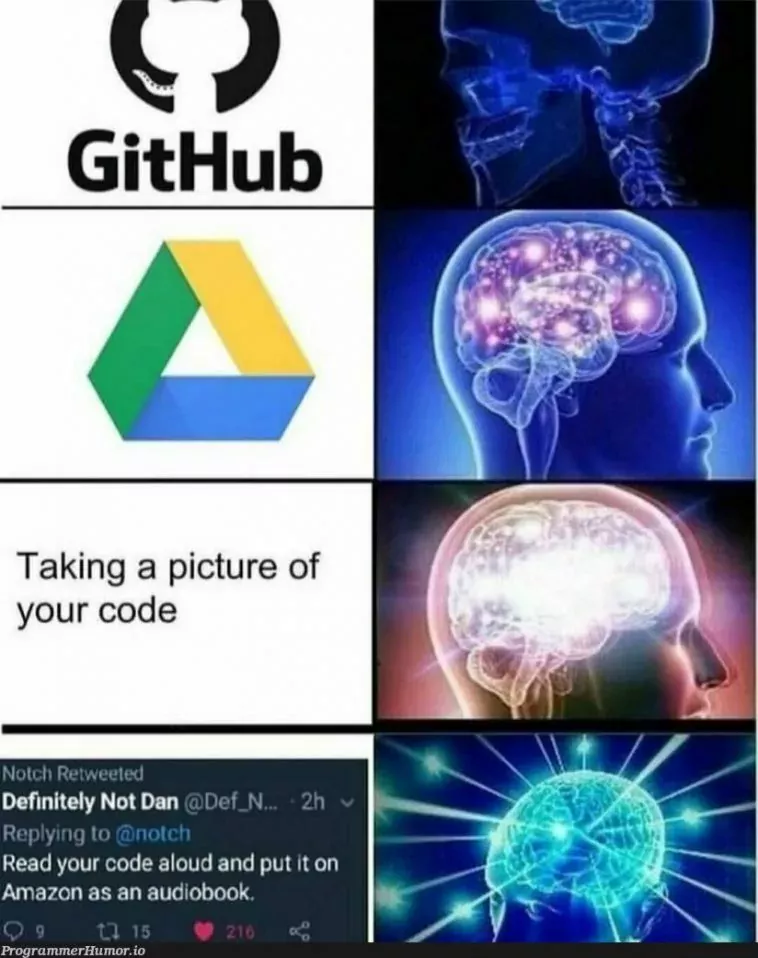 GitHub
Taking a picture of
your code
Notch Retweeted
Definitely Not Dan @Def_N... · 2h
Replying to @notch
Read your code aloud and put it on
Amazon as an audiobook.
9 15 216
ProgrammerHumor.io